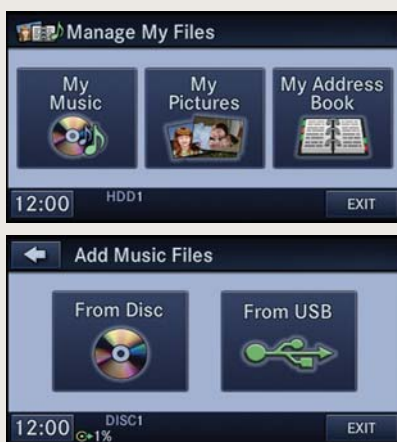 Manage My Files
My Music
My Pictures
My Address Book
12:00
HDD1
EXIT
Add Music Files
From Disc
From USB
12:00
DISC1
1%
EXIT